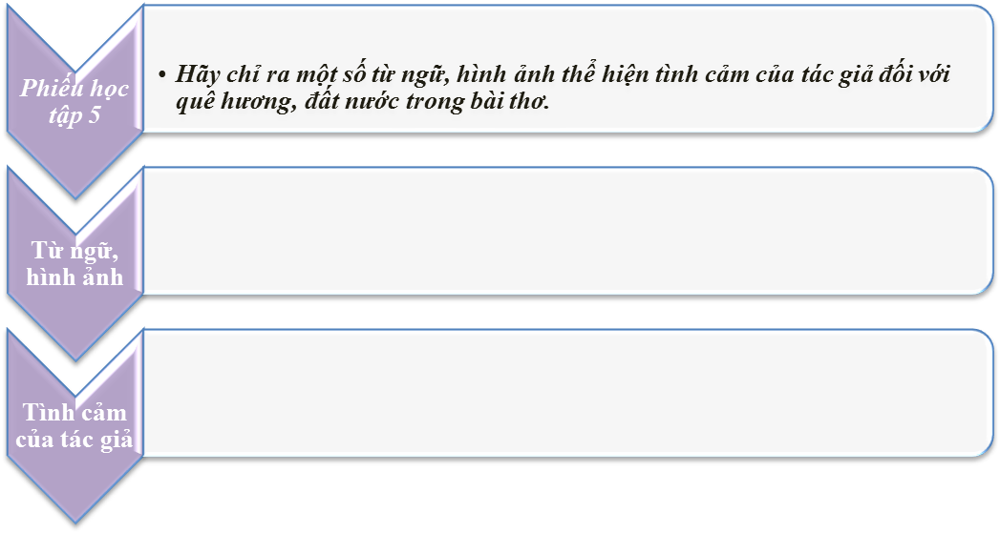 Phiếu học
tập 5
• Hãy chỉ ra một số từ ngữ, hình ảnh thể hiện tình cảm của tác giả đối với
quê hương, đất nước trong bài thơ.
Từ ngữ,
hình ảnh
Tình cảm
của tác giả